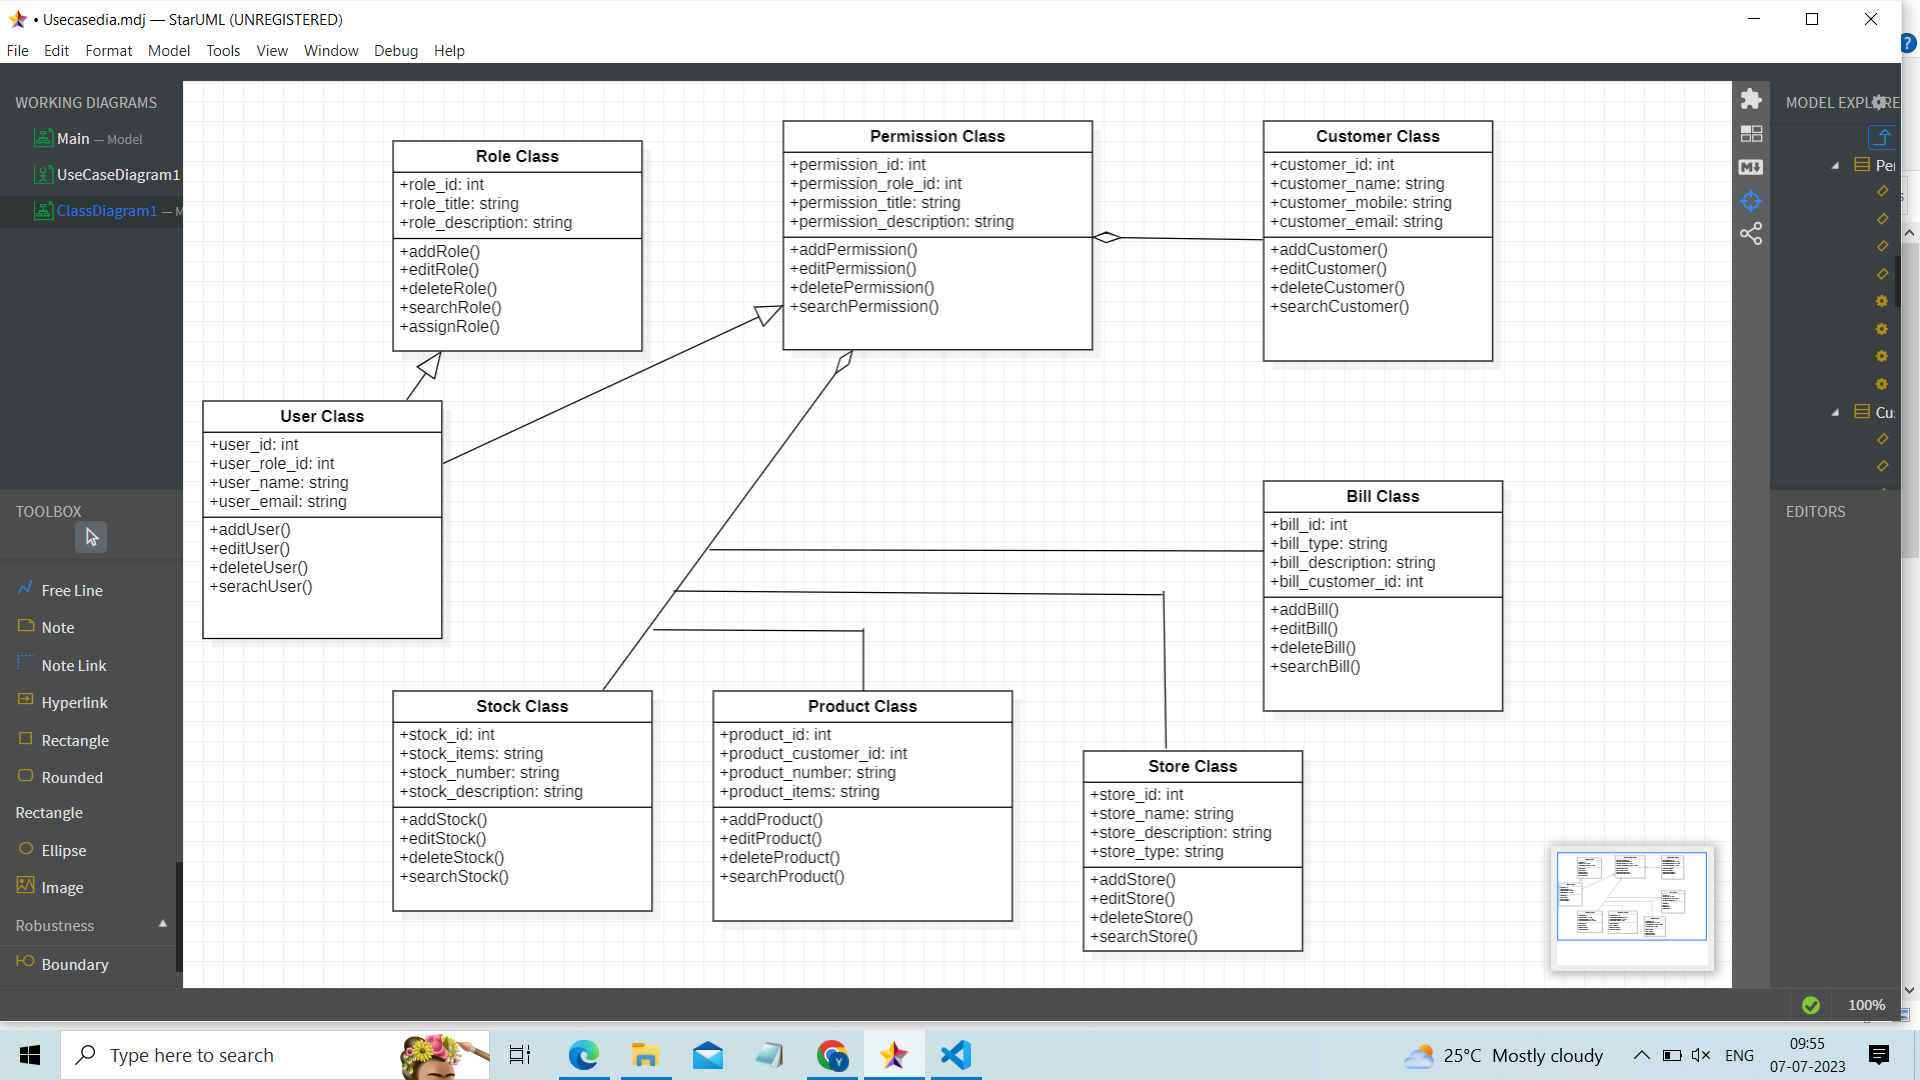 • Usecasedia.mdj — StarUML (UNREGISTERED)
File Edit Format Model Tools View Window Debug Help
WORKING DIAGRAMS
Main — Model
UseCaseDiagram1
ClassDiagram1 — M
TOOLBOX
Free Line
Note
Note Link
Hyperlink
Rectangle
Rounded
Rectangle
Ellipse
Image
Robustness
Boundary
Role Class
+role_id: int
+role_title: string
+role_description: string
+addRole()
+editRole()
+deleteRole()
+searchRole()
+assignRole()
Permission Class
+permission_id: int
+permission_role_id: int
+permission_title: string
+permission_description: string
+addPermission()
+editPermission()
+deletePermission()
+searchPermission()
Customer Class
+customer_id: int
+customer_name: string
+customer_mobile: string
+customer_email: string
+addCustomer()
+editCustomer()
+deleteCustomer()
+searchCustomer()
User Class
+user_id: int
+user_role_id: int
+user_name: string
+user_email: string
+addUser()
+editUser()
+deleteUser()
+serachUser()
Bill Class
+bill_id: int
+bill_type: string
+bill_description: string
+bill_customer_id: int
+addBill()
+editBill()
+deleteBill()
+searchBill()
Stock Class
+stock_id: int
+stock_items: string
+stock_number: string
+stock_description: string
+addStock()
+editStock()
+deleteStock()
+searchStock()
Product Class
+product_id: int
+product_customer_id: int
+product_number: string
+product_items: string
+addProduct()
+editProduct()
+deleteProduct()
+searchProduct()
Store Class
+store_id: int
+store_name: string
+store_description: string
+store_type: string
+addStore()
+editStore()
+deleteStore()
+searchStore()
MODEL EXPLORE
Per
Cu
EDITORS
100%
Type here to search
25°C Mostly cloudy
ENG
09:55
07-07-2023